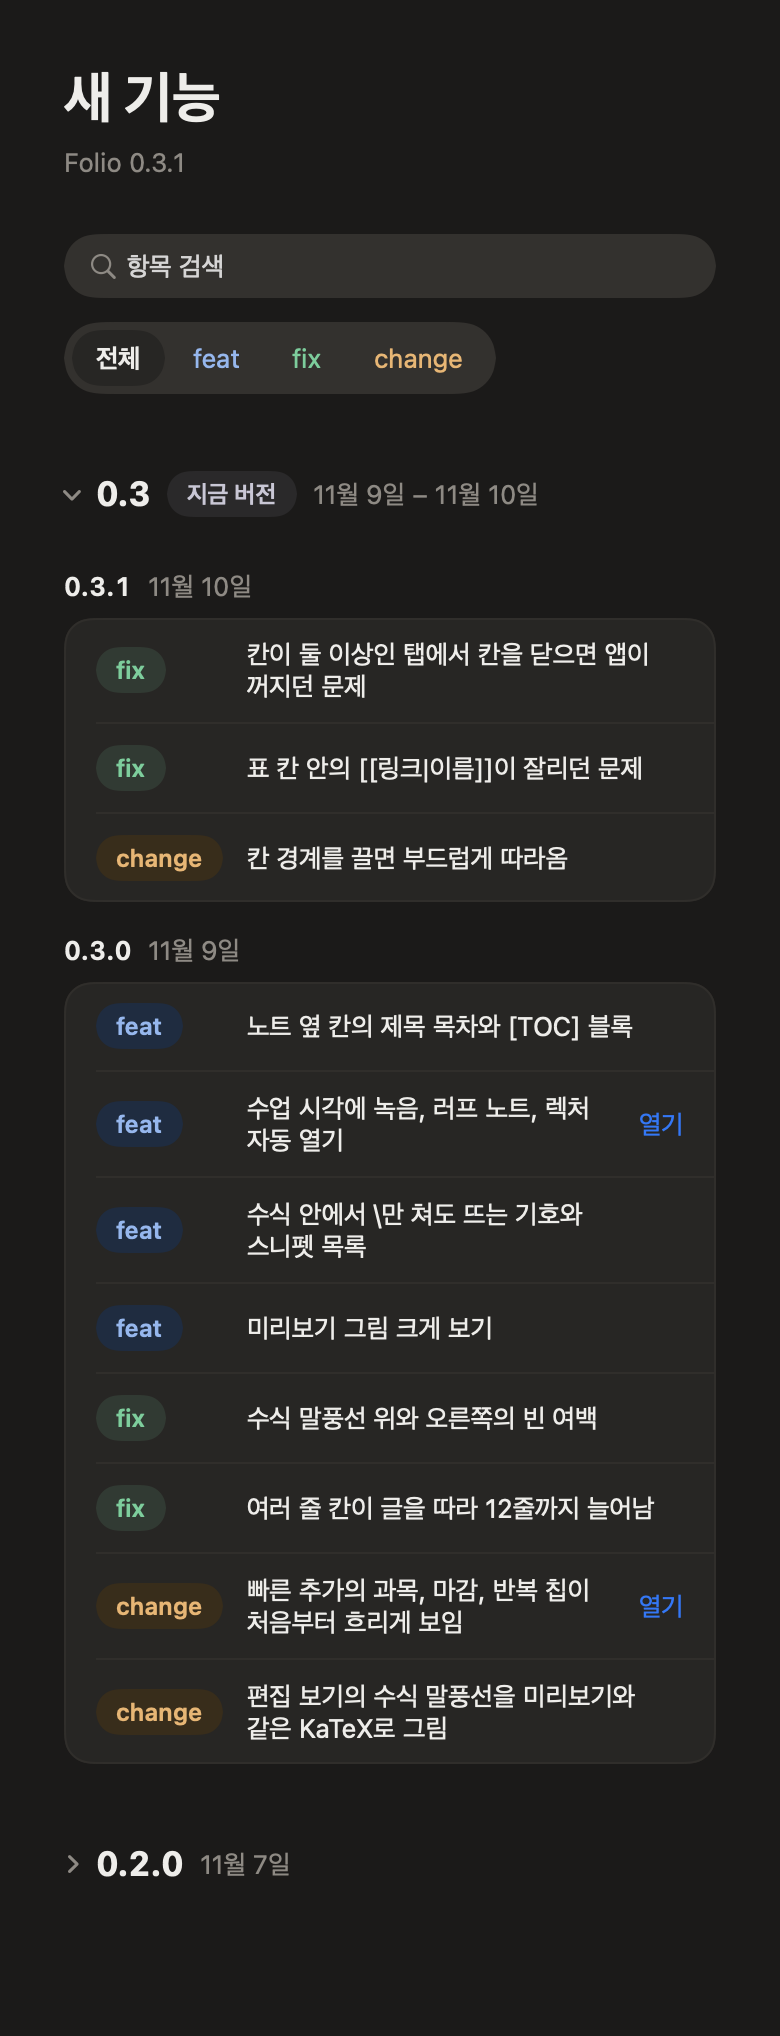 새 기능
Folio 0.3.1
항목 검색
전체 feat fix change
0.3 지금 버전 11월 9일 – 11월 10일
0.3.1 11월 10일
fix 칸이 둘 이상인 탭에서 칸을 닫으면 앱이
꺼지던 문제
fix 표 칸 안의 [[링크|이름]]이 잘리던 문제
change 칸 경계를 끌면 부드럽게 따라옴
0.3.0 11월 9일
feat 노트 옆 칸의 제목 목차와 [TOC] 블록
feat 수업 시각에 녹음, 러프 노트, 렉처 열기
자동 열기
feat 수식 안에서 \만 쳐도 뜨는 기호와
스니펫 목록
feat 미리보기 그림 크게 보기
fix 수식 말풍선 위와 오른쪽의 빈 여백
fix 여러 줄 칸이 글을 따라 12줄까지 늘어남
change 빠른 추가의 과목, 마감, 반복 칩이 열기
처음부터 흐리게 보임
change 편집 보기의 수식 말풍선을 미리보기와
같은 KaTeX로 그림
0.2.0 11월 7일